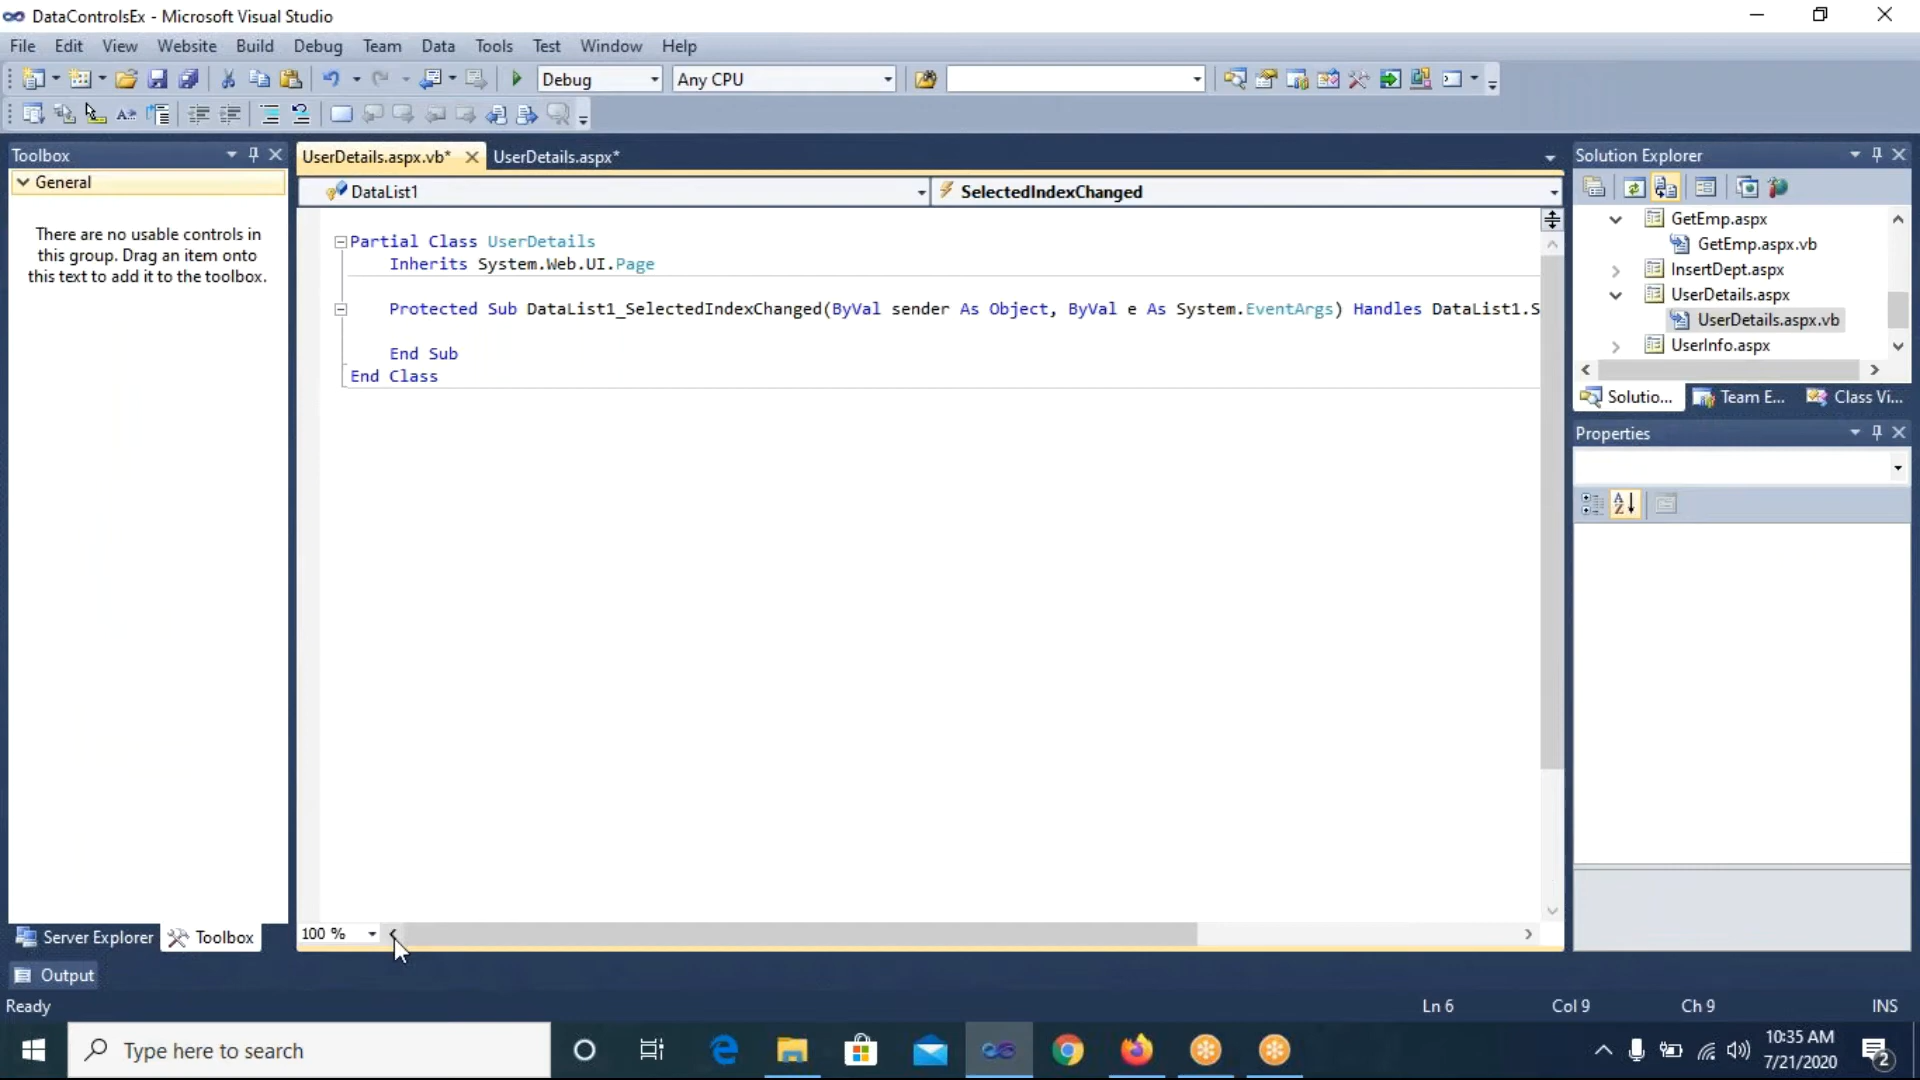 DataControlsEx - Microsoft Visual Studio
File Edit View Website Build Debug Team Data Tools Test Window Help
Debug Any CPU
Toolbox
General
There are no usable controls in
this group. Drag an item onto
this text to add it to the toolbox.
Server Explorer Toolbox
UserDetails.aspx.vb* UserDetails.aspx*
DataList1 SelectedIndexChanged
Partial Class UserDetails
Inherits System.Web.UI.Page
Protected Sub DataList1_SelectedIndexChanged(ByVal sender As Object, ByVal e As System.EventArgs) Handles DataList1.S
End Sub
End Class
100 %
Solution Explorer
GetEmp.aspx
GetEmp.aspx.vb
InsertDept.aspx
UserDetails.aspx
UserDetails.aspx.vb
UserInfo.aspx
Solutio... Team E... Class Vi...
Properties
Output
Ready Ln 6 Col 9 Ch 9 INS
Type here to search
10:35 AM
7/21/2020
2